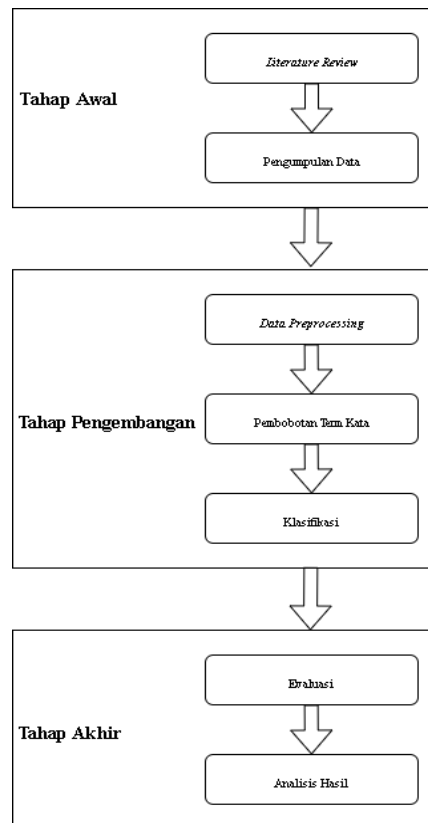 Tahap Awal
Literature Review
Pengumpulan Data
Tahap Pengembangan
Data Preprocessing
Pembobotan Term Kata
Klasifikasi
Tahap Akhir
Evaluasi
Analisis Hasil